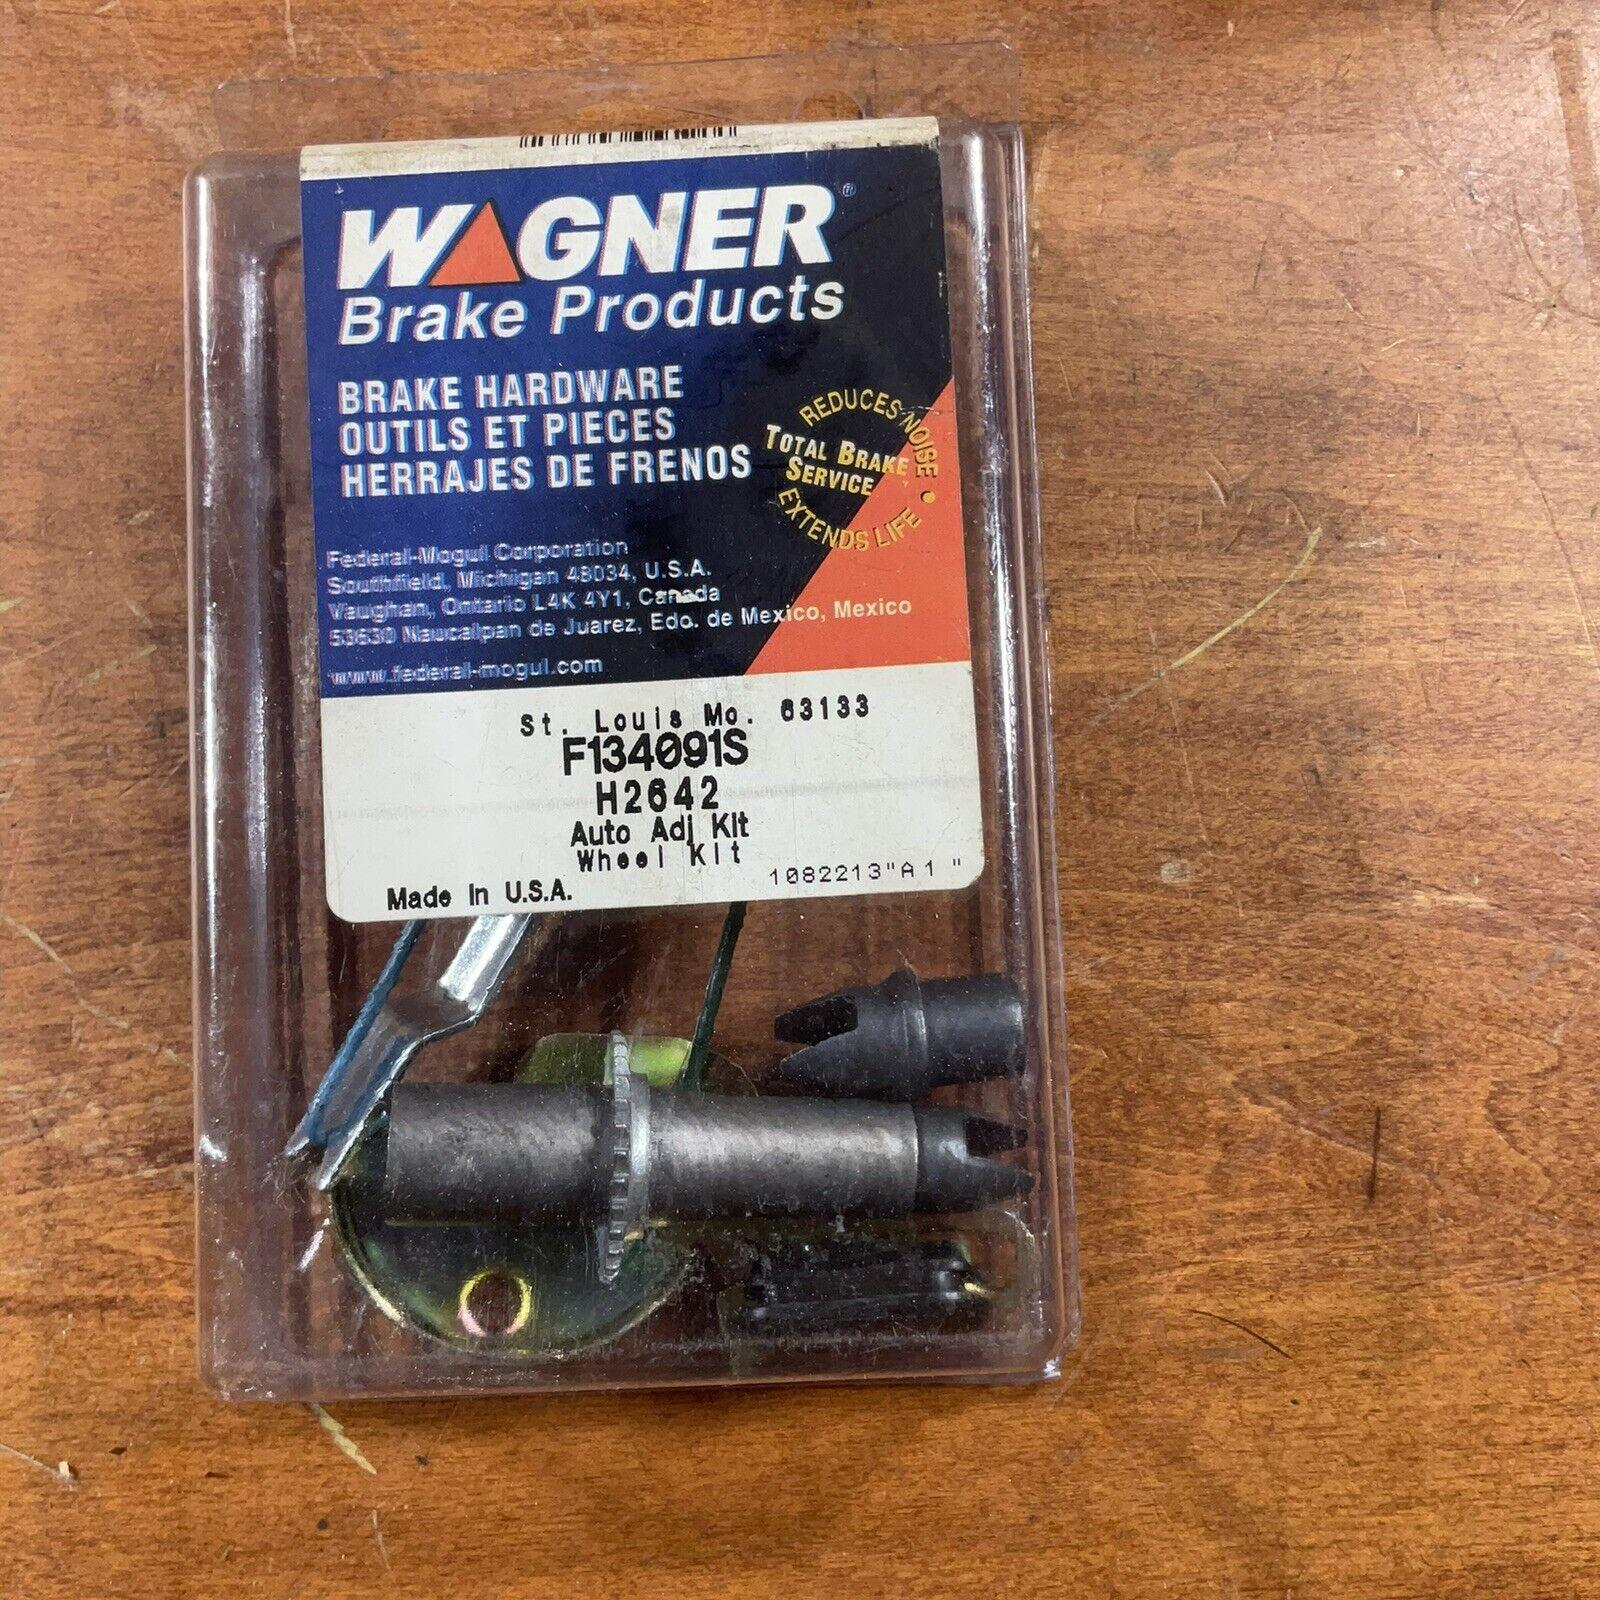 WAGNER®
Brake Products
BRAKE HARDWARE
OUTILS ET PIECES
HERRAJES DE FRENOS
REDUCES NOISE •
TOTAL BRAKE
SERVICE
EXTENDS LIFE
Federal-Mogul Corporation
Southfield, Michigan 48034, U.S.A.
Vaughan, Ontario L4K 4Y1, Canada
53630 Naucalpan de Juarez, Edo. de Mexico, Mexico
www.federal-mogul.com
St. Louis Mo. 63133
F134091S
H2642
Auto Adj Kit
Wheel Kit
1082213"A1 "
Made In U.S.A.